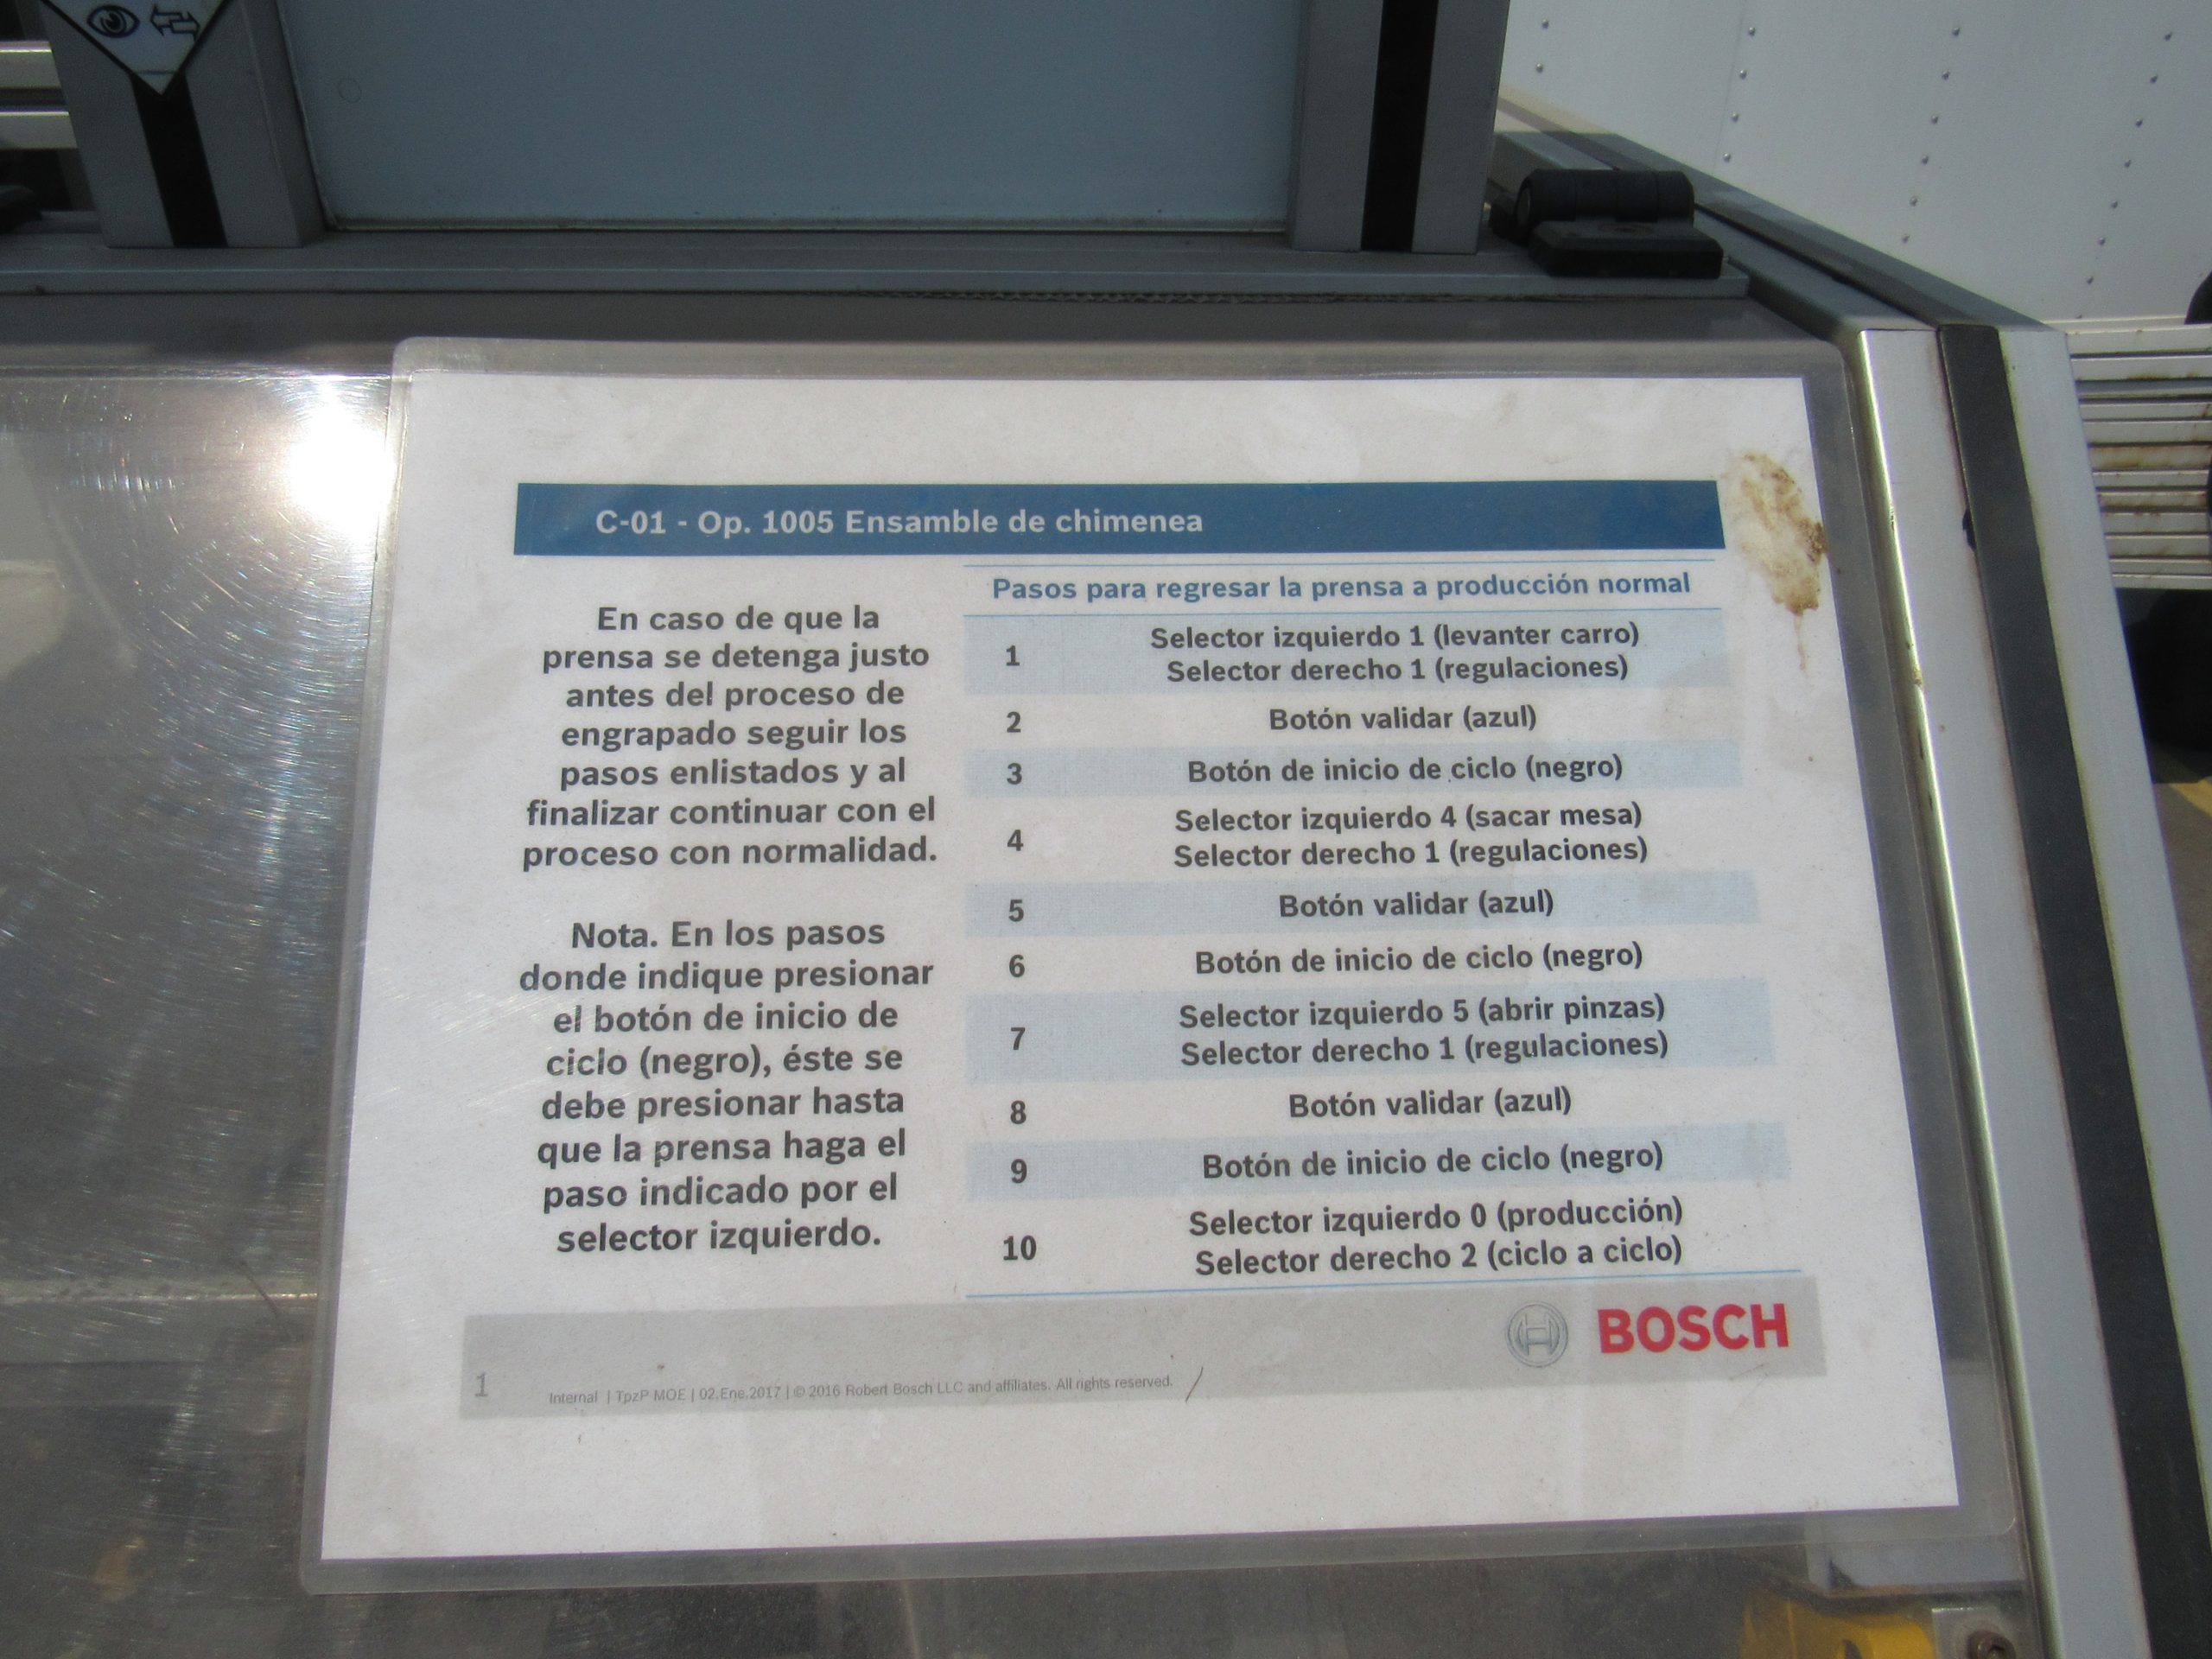 C-01 - Op. 1005 Ensamble de chimenea
En caso de que la
prensa se detenga justo
antes del proceso de
engrapado seguir los
pasos enlistados y al
finalizar continuar con el
proceso con normalidad.
Nota. En los pasos
donde indique presionar
el botón de inicio de
ciclo (negro), éste se
debe presionar hasta
que la prensa haga el
paso indicado por el
selector izquierdo.
Pasos para regresar la prensa a producción normal
1 Selector izquierdo 1 (levanter carro)
Selector derecho 1 (regulaciones)
2 Botón validar (azul)
3 Botón de inicio de ciclo (negro)
4 Selector izquierdo 4 (sacar mesa)
Selector derecho 1 (regulaciones)
5 Botón validar (azul)
6 Botón de inicio de ciclo (negro)
7 Selector izquierdo 5 (abrir pinzas)
Selector derecho 1 (regulaciones)
8 Botón validar (azul)
9 Botón de inicio de ciclo (negro)
10 Selector izquierdo 0 (producción)
Selector derecho 2 (ciclo a ciclo)
BOSCH
1 Internal | TpzP MOE | 02.Ene.2017 | © 2016 Robert Bosch LLC and affiliates. All rights reserved.